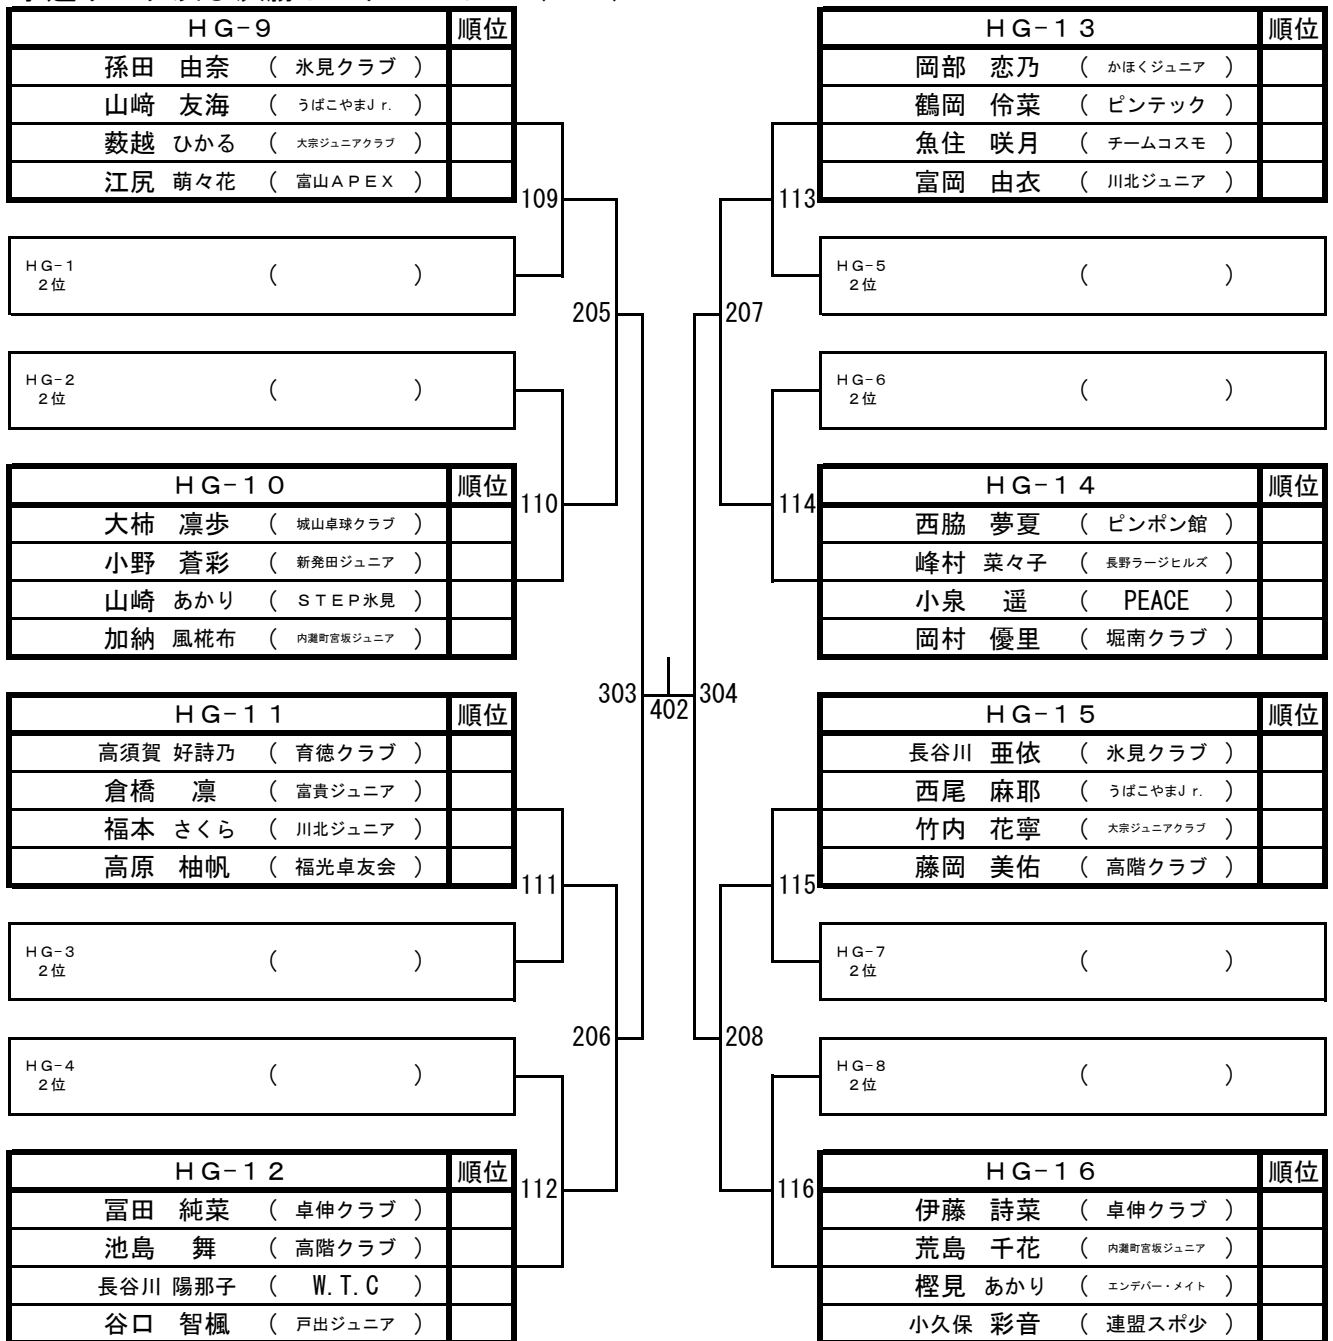 ＨＧ−９ 順位
孫田 由奈 （ 氷見クラブ ）
山﨑 友海 （ うばこやまＪｒ. ）
薮越 ひかる （ 大宗ジュニアクラブ ）
江尻 萌々花 （ 富山ＡＰＥＸ ）
109
ＨＧ−１ ２位 （ ）
205
ＨＧ−２ ２位 （ ）
ＨＧ−１０ 順位
110
大柿 凛歩 （ 城山卓球クラブ ）
小野 蒼彩 （ 新発田ジュニア ）
山崎 あかり （ ＳＴＥＰ氷見 ）
加納 風椛布 （ 内灘町宮坂ジュニア ）
303
ＨＧ−１１ 順位
高須賀 好詩乃 （ 育徳クラブ ）
倉橋 凛 （ 富貴ジュニア ）
福本 さくら （ 川北ジュニア ）
高原 柚帆 （ 福光卓友会 ）
111
ＨＧ−３ ２位 （ ）
206
ＨＧ−４ ２位 （ ）
ＨＧ−１２ 順位
112
冨田 純菜 （ 卓伸クラブ ）
池島 舞 （ 高階クラブ ）
長谷川 陽那子 （ W.T.C ）
谷口 智楓 （ 戸出ジュニア ）
402
ＨＧ−１３ 順位
岡部 恋乃 （ かほくジュニア ）
鶴岡 伶菜 （ ピンテック ）
魚住 咲月 （ チームコスモ ）
富岡 由衣 （ 川北ジュニア ）
113
ＨＧ−５ ２位 （ ）
207
ＨＧ−６ ２位 （ ）
ＨＧ−１４ 順位
114
西脇 夢夏 （ ピンポン館 ）
峰村 菜々子 （ 長野ラージヒルズ ）
小泉 遥 （ PEACE ）
岡村 優里 （ 堀南クラブ ）
304
ＨＧ−１５ 順位
長谷川 亜依 （ 氷見クラブ ）
西尾 麻耶 （ うばこやまＪｒ. ）
竹内 花寧 （ 大宗ジュニアクラブ ）
藤岡 美佑 （ 高階クラブ ）
115
ＨＧ−７ ２位 （ ）
208
ＨＧ−８ ２位 （ ）
ＨＧ−１６ 順位
116
伊藤 詩菜 （ 卓伸クラブ ）
荒島 千花 （ 内灘町宮坂ジュニア ）
樫見 あかり （ エンデバー・メイト ）
小久保 彩音 （ 連盟スポ少 ）